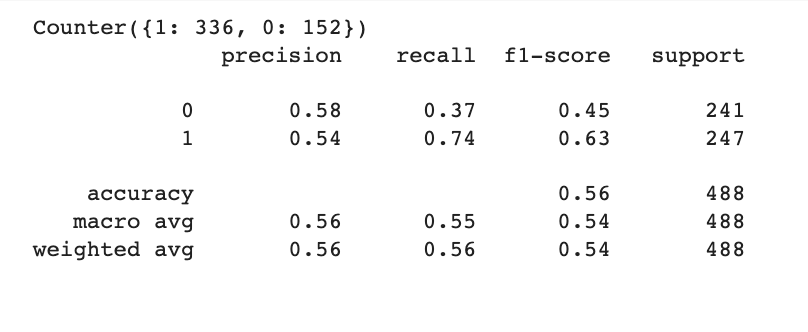 Counter({1: 336, 0: 152})
precision recall f1-score support
0 0.58 0.37 0.45 241
1 0.54 0.74 0.63 247
accuracy 0.56 488
macro avg 0.56 0.55 0.54 488
weighted avg 0.56 0.56 0.54 488